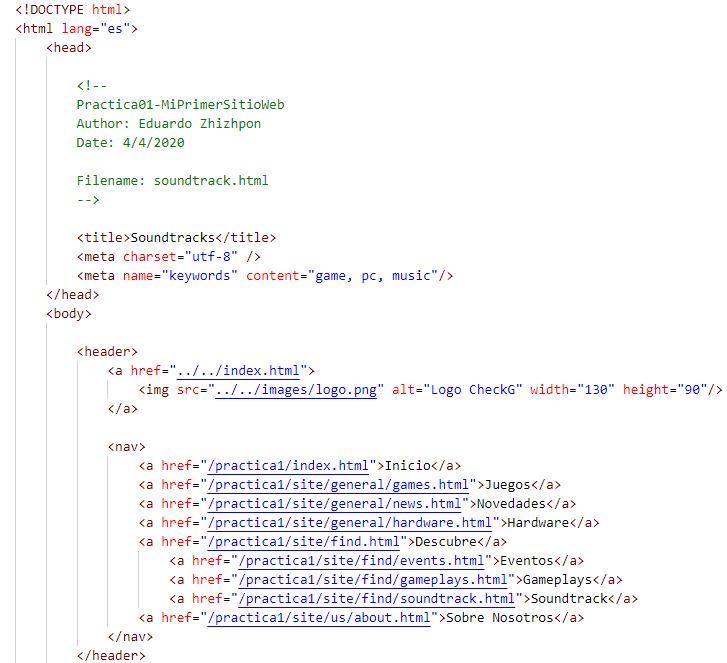 <!DOCTYPE html>
<html lang="es">
<head>
<!--
Practica01-MiPrimerSitioWeb
Author: Eduardo Zhizhpon
Date: 4/4/2020
Filename: soundtrack.html
-->
<title>Soundtracks</title>
<meta charset="utf-8" />
<meta name="keywords" content="game, pc, music"/>
</head>
<body>
<header>
<a href="../../index.html">
<img src="../../images/logo.png" alt="Logo CheckG" width="130" height="90"/>
</a>
<nav>
<a href="/practica1/index.html">Inicio</a>
<a href="/practica1/site/general/games.html">Juegos</a>
<a href="/practica1/site/general/news.html">Novedades</a>
<a href="/practica1/site/general/hardware.html">Hardware</a>
<a href="/practica1/site/find.html">Descubre</a>
<a href="/practica1/site/find/events.html">Eventos</a>
<a href="/practica1/site/find/gameplays.html">Gameplays</a>
<a href="/practica1/site/find/soundtrack.html">Soundtrack</a>
<a href="/practica1/site/us/about.html">Sobre Nosotros</a>
</nav>
</header>